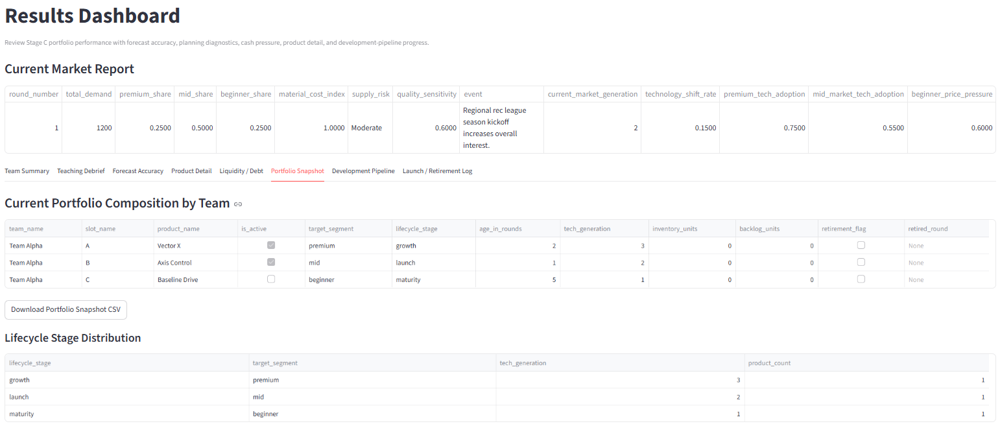 Results Dashboard
Review Stage C portfolio performance with forecast accuracy, planning diagnostics, cash pressure, product detail, and development-pipeline progress.
Current Market Report
round_number total_demand premium_share mid_share beginner_share material_cost_index supply_risk quality_sensitivity event current_market_generation technology_shift_rate premium_tech_adoption mid_market_tech_adoption beginner_price_pressure
1 1200 0.2500 0.5000 0.2500 1.0000 Moderate 0.6000 Regional rec league season kickoff increases overall interest. 2 0.1500 0.7500 0.5500 0.6000
Team Summary Teaching Debrief Forecast Accuracy Product Detail Liquidity / Debt Portfolio Snapshot Development Pipeline Launch / Retirement Log
Current Portfolio Composition by Team
team_name slot_name product_name is_active target_segment lifecycle_stage age_in_rounds tech_generation inventory_units backlog_units retirement_flag retired_round
Team Alpha A Vector X premium growth 2 3 0 0 None
Team Alpha B Axis Control mid launch 1 2 0 0 None
Team Alpha C Baseline Drive beginner maturity 5 1 0 0 None
Download Portfolio Snapshot CSV
Lifecycle Stage Distribution
lifecycle_stage target_segment tech_generation product_count
growth premium 3 1
launch mid 2 1
maturity beginner 1 1